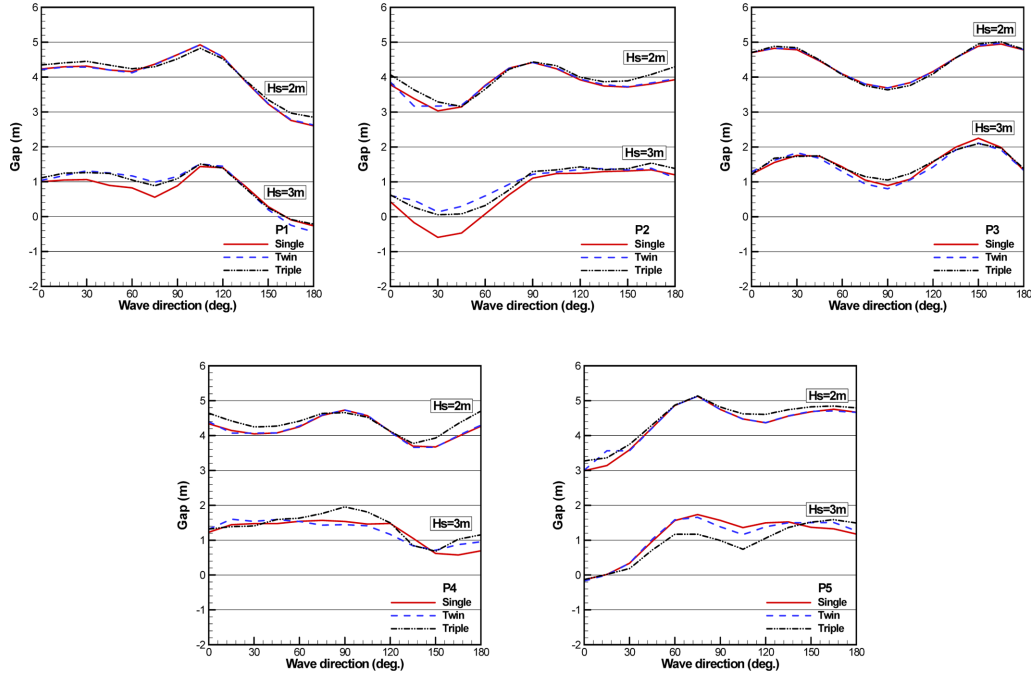 6
5
4
3
2
1
0
-1
-2
Gap (m)
Hs=2m
Hs=3m
P1
Single
Twin
Triple
0 30 60 90 120 150 180
Wave direction (deg.)
6
5
4
3
2
1
0
-1
-2
Gap (m)
Hs=2m
Hs=3m
P2
Single
Twin
Triple
0 30 60 90 120 150 180
Wave direction (deg.)
6
5
4
3
2
1
0
-1
-2
Gap (m)
Hs=2m
Hs=3m
P3
Single
Twin
Triple
0 30 60 90 120 150 180
Wave direction (deg.)
6
5
4
3
2
1
0
-1
-2
Gap (m)
Hs=2m
Hs=3m
P4
Single
Twin
Triple
0 30 60 90 120 150 180
Wave direction (deg.)
6
5
4
3
2
1
0
-1
-2
Gap (m)
Hs=2m
Hs=3m
P5
Single
Twin
Triple
0 30 60 90 120 150 180
Wave direction (deg.)